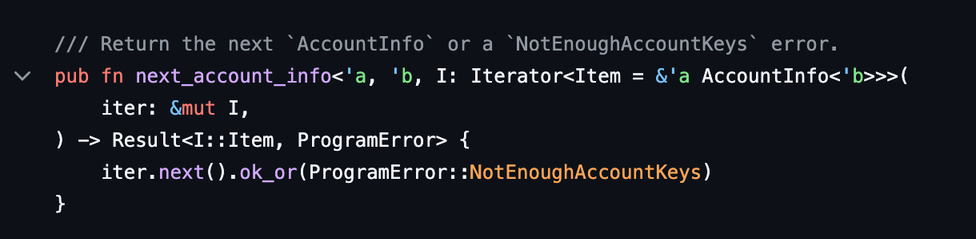 /// Return the next `AccountInfo` or a `NotEnoughAccountKeys` error.
pub fn next_account_info<'a, 'b, I: Iterator<Item = &'a AccountInfo<'b>>>(
    iter: &mut I,
) -> Result<I::Item, ProgramError> {
    iter.next().ok_or(ProgramError::NotEnoughAccountKeys)
}